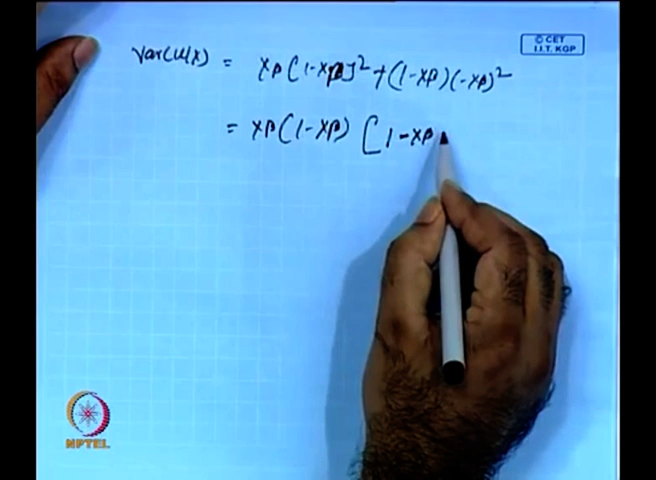 © CET
I.I.T. KGP
Var(u/x) = xβ[1-xβ]² + (1-xβ)(-xβ)²
= xβ(1-xβ) [1-xβ
NPTEL